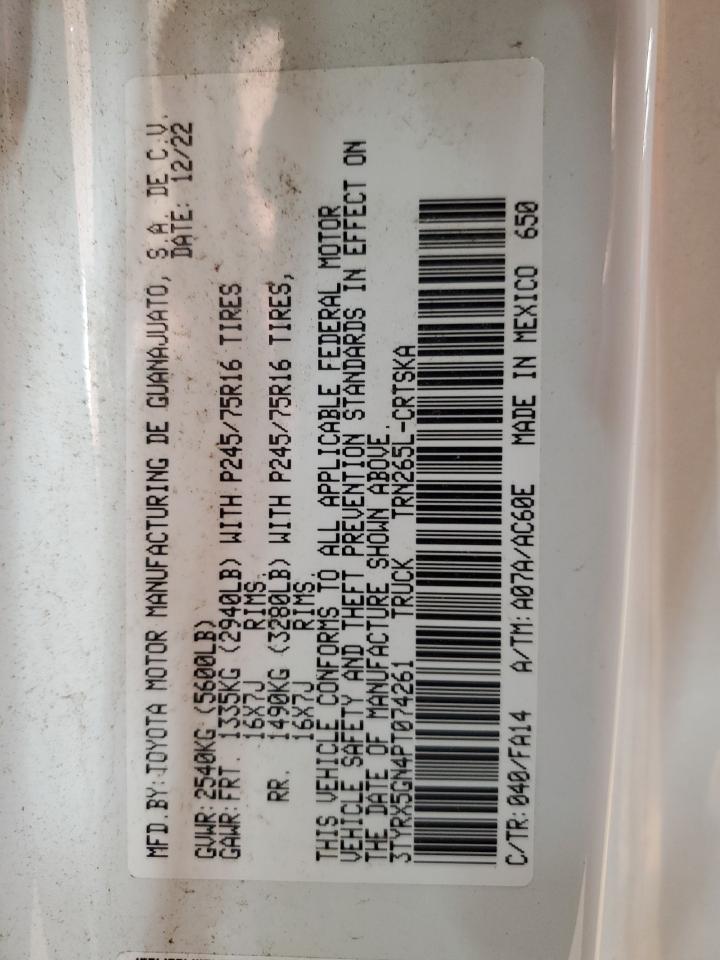 MFD.BY:TOYOTA MOTOR MANUFACTURING DE GUANAJUATO, S.A. DE C.V.
DATE: 12/22
GVWR:2540KG (5600LB)
GAWR:FRT. 1335KG (2940LB) WITH P245/75R16 TIRES
16X7J RIMS.
RR. 1490KG (3280LB) WITH P245/75R16 TIRES,
16X7J RIMS.
THIS VEHICLE CONFORMS TO ALL APPLICABLE FEDERAL MOTOR
VEHICLE SAFETY AND THEFT PREVENTION STANDARDS IN EFFECT ON
THE DATE OF MANUFACTURE SHOWN ABOVE.
3TYRX5GN4PT074261 TRUCK TRN265L-CRTSKA
C/TR:040/FA14 A/TM:A07A/AC60E MADE IN MEXICO 650